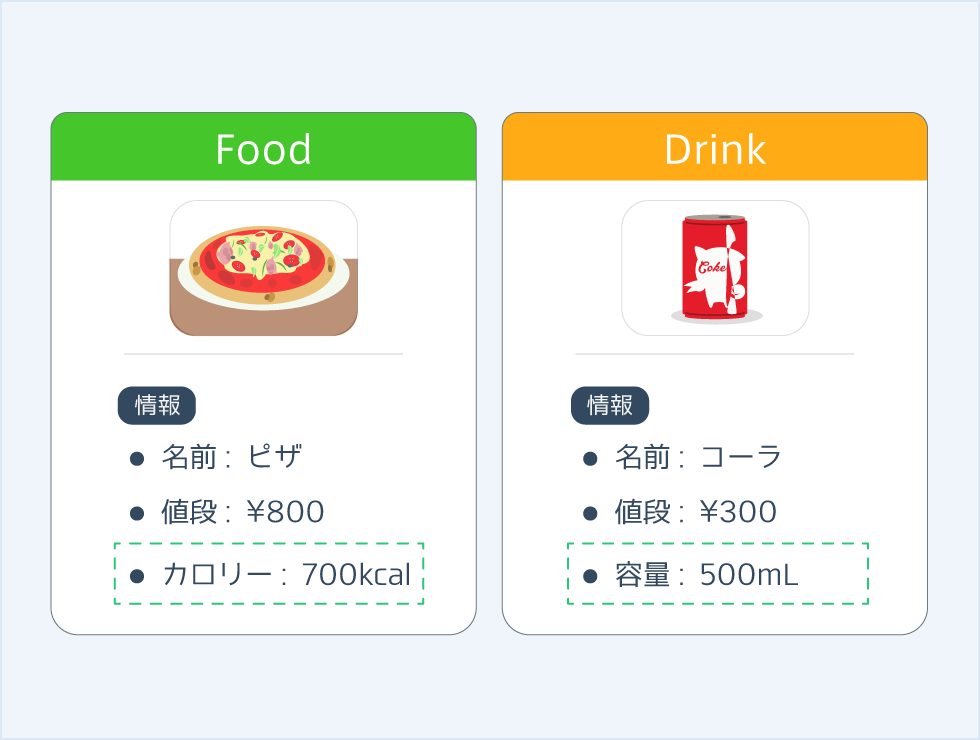 Food
情報
● 名前 : ピザ
● 値段 : ¥800
● カロリー : 700kcal
Drink
Coke
情報
● 名前 : コーラ
● 値段 : ¥300
● 容量 : 500mL